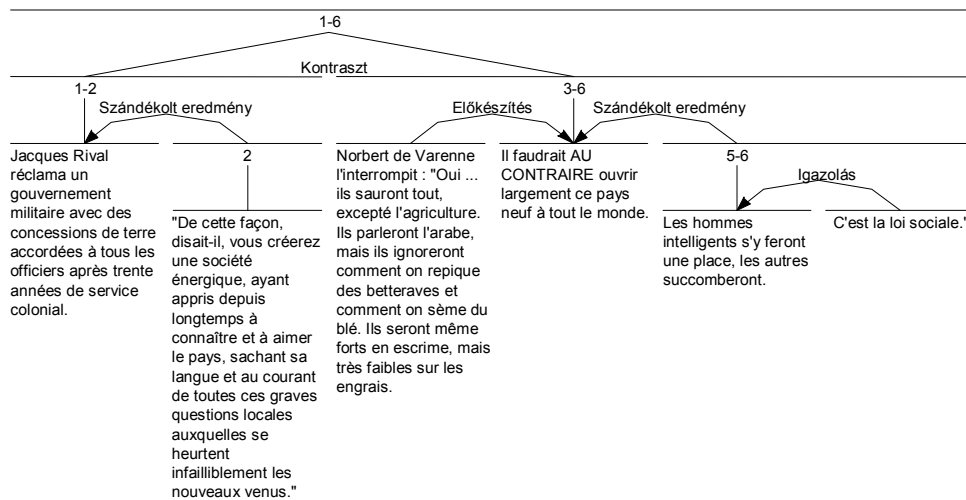 1-6
Kontraszt
1-2
3-6
Szándékolt eredmény
Előkészítés
Szándékolt eredmény
Jacques Rival
réclama un
gouvernement
militaire avec des
concessions de terre
accordées à tous les
officiers après trente
années de service
colonial.
2
"De cette façon,
disait-il, vous créerez
une société
énergique, ayant
appris depuis
longtemps à
connaître et à aimer
le pays, sachant sa
langue et au courant
de toutes ces graves
questions locales
auxquelles se
heurtent
infailliblement les
nouveaux venus."
Norbert de Varenne
l'interrompit : "Oui ...
ils sauront tout,
excepté l'agriculture.
Ils parleront l'arabe,
mais ils ignoreront
comment on repique
des betteraves et
comment on sème du
blé. Ils seront même
forts en escrime, mais
très faibles sur les
engrais.
Il faudrait AU
CONTRAIRE ouvrir
largement ce pays
neuf à tout le monde.
5-6
Igazolás
Les hommes
intelligents s'y feront
une place, les autres
succomberont.
C'est la loi sociale."